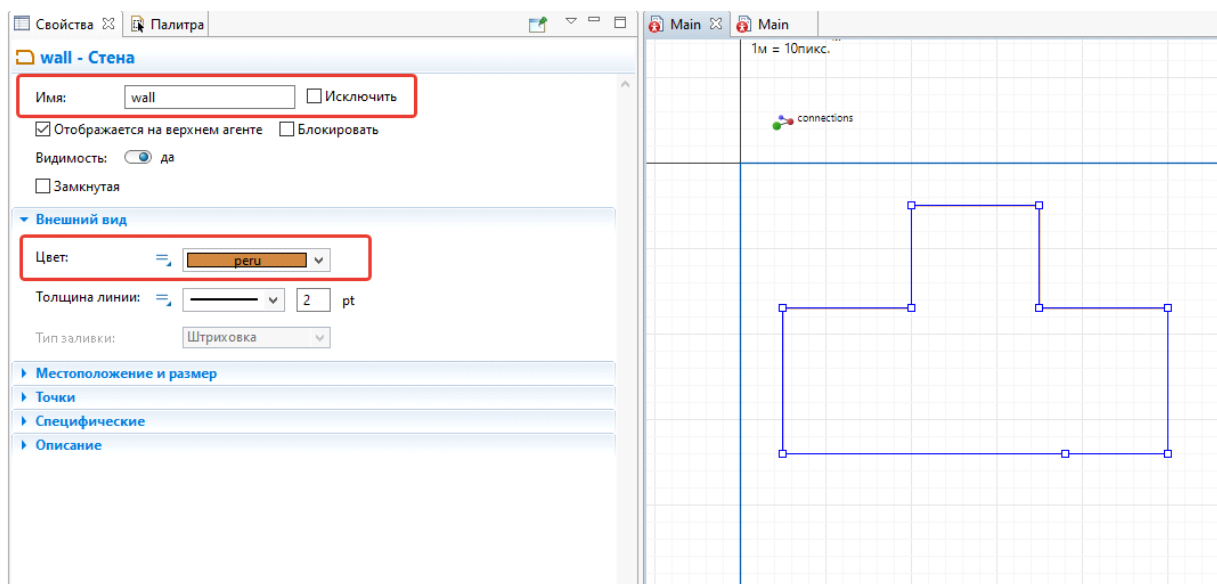 Свойства
Палитра
wall - Стена
Имя: wall Исключить
Отображается на верхнем агенте Блокировать
Видимость: да
Замкнутая
Внешний вид
Цвет: peru
Толщина линии: 2 pt
Тип заливки: Штриховка
Местоположение и размер
Точки
Специфические
Описание
Main
Main
1м = 10пикс.
connections